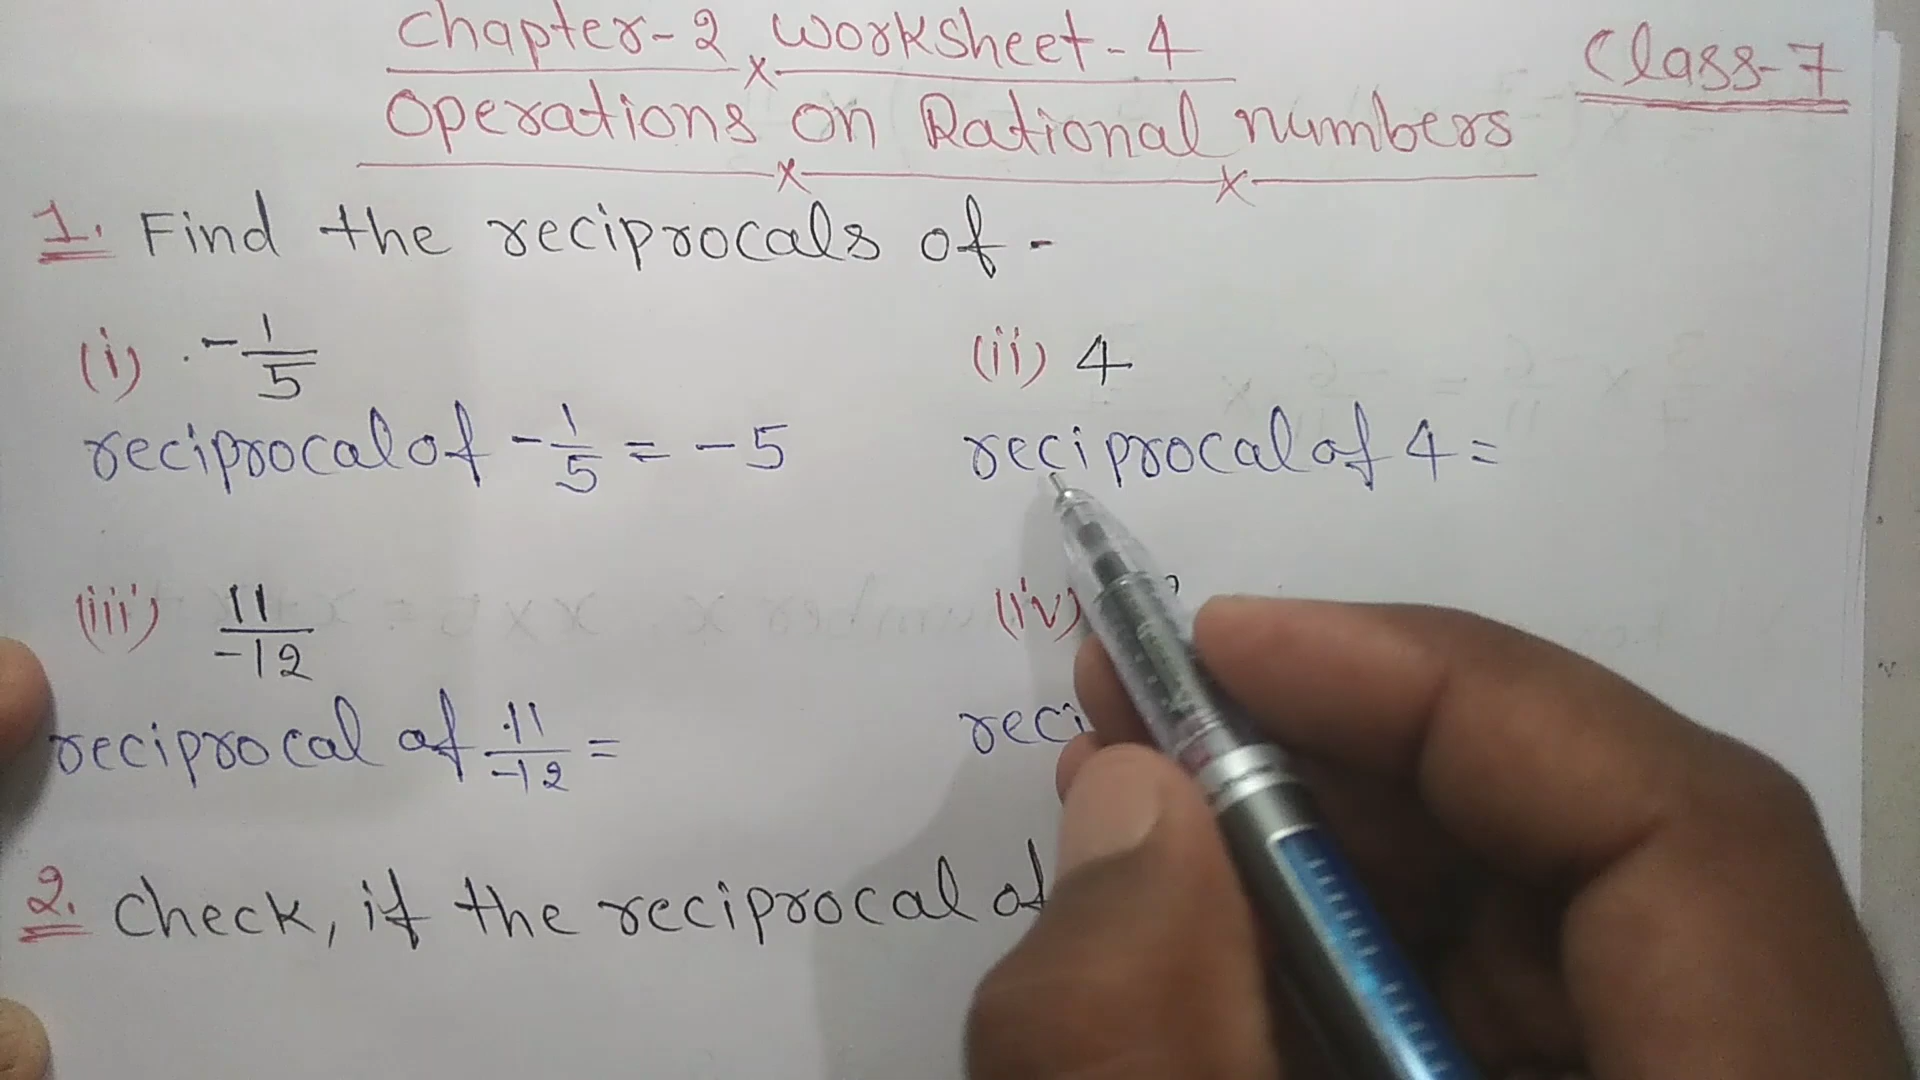 Chapter-2 Worksheet-4
Class-7
Operations on Rational numbers
1. Find the reciprocals of -
(i) -1/5
(ii) 4
reciprocal of -1/5 = -5
reciprocal of 4 =
(iii) 11/-12
(iv)
reciprocal of 11/-12 =
reci
2. Check, if the reciprocal of